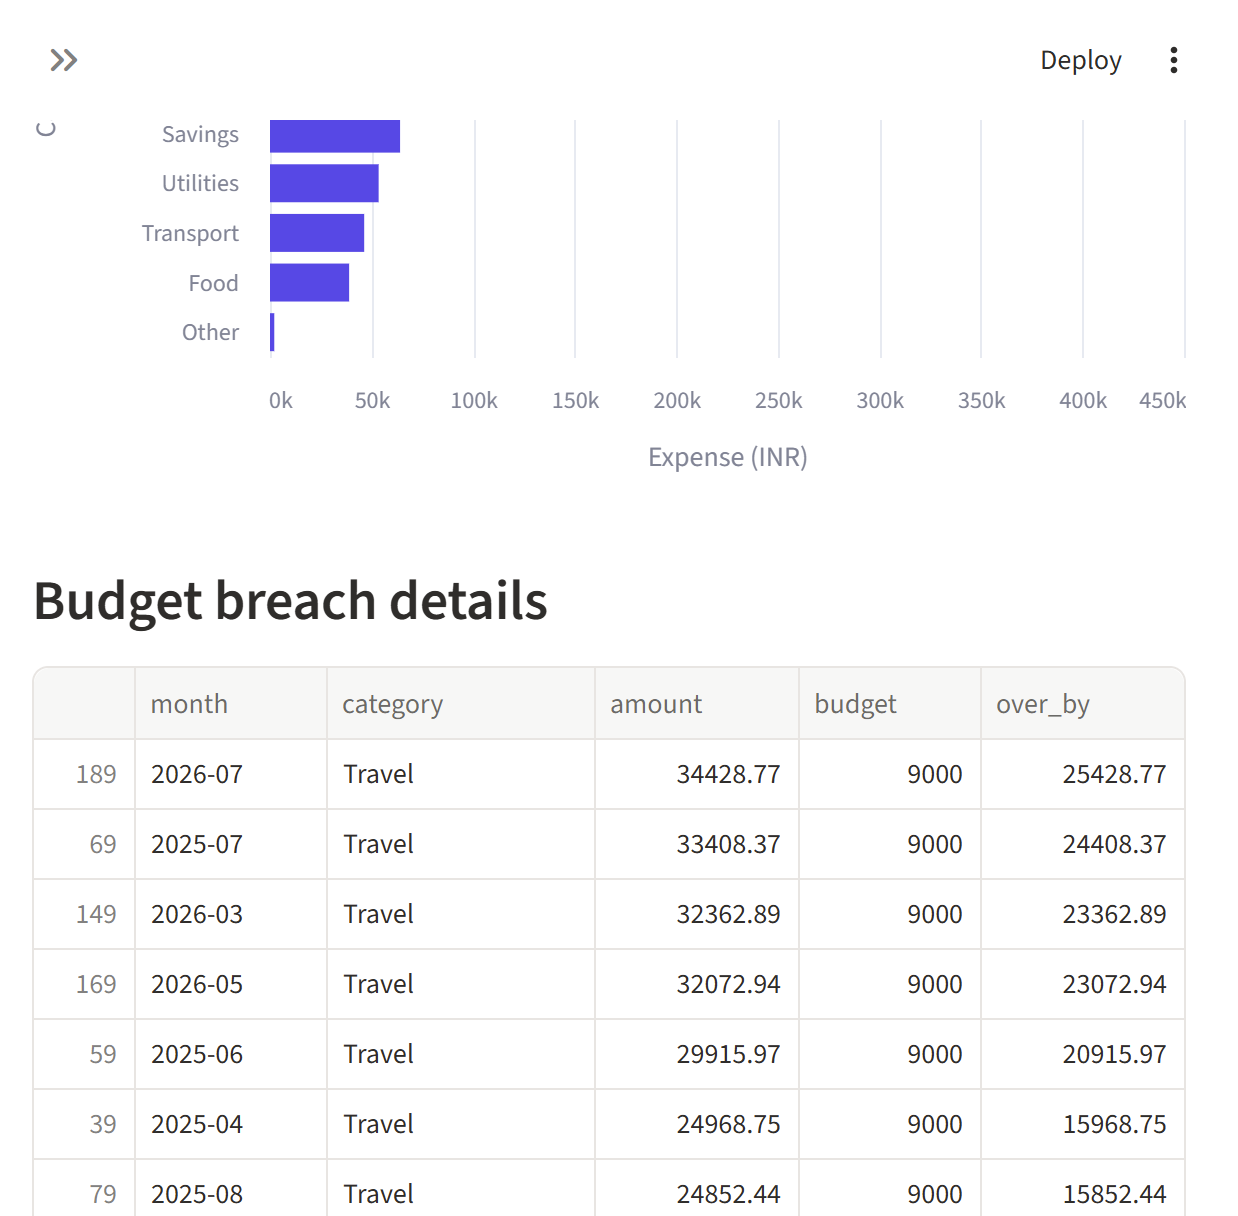 Deploy
C
Savings
Utilities
Transport
Food
Other
0k 50k 100k 150k 200k 250k 300k 350k 400k 450k
Expense (INR)
Budget breach details
month category amount budget over_by
189 2026-07 Travel 34428.77 9000 25428.77
69 2025-07 Travel 33408.37 9000 24408.37
149 2026-03 Travel 32362.89 9000 23362.89
169 2026-05 Travel 32072.94 9000 23072.94
59 2025-06 Travel 29915.97 9000 20915.97
39 2025-04 Travel 24968.75 9000 15968.75
79 2025-08 Travel 24852.44 9000 15852.44